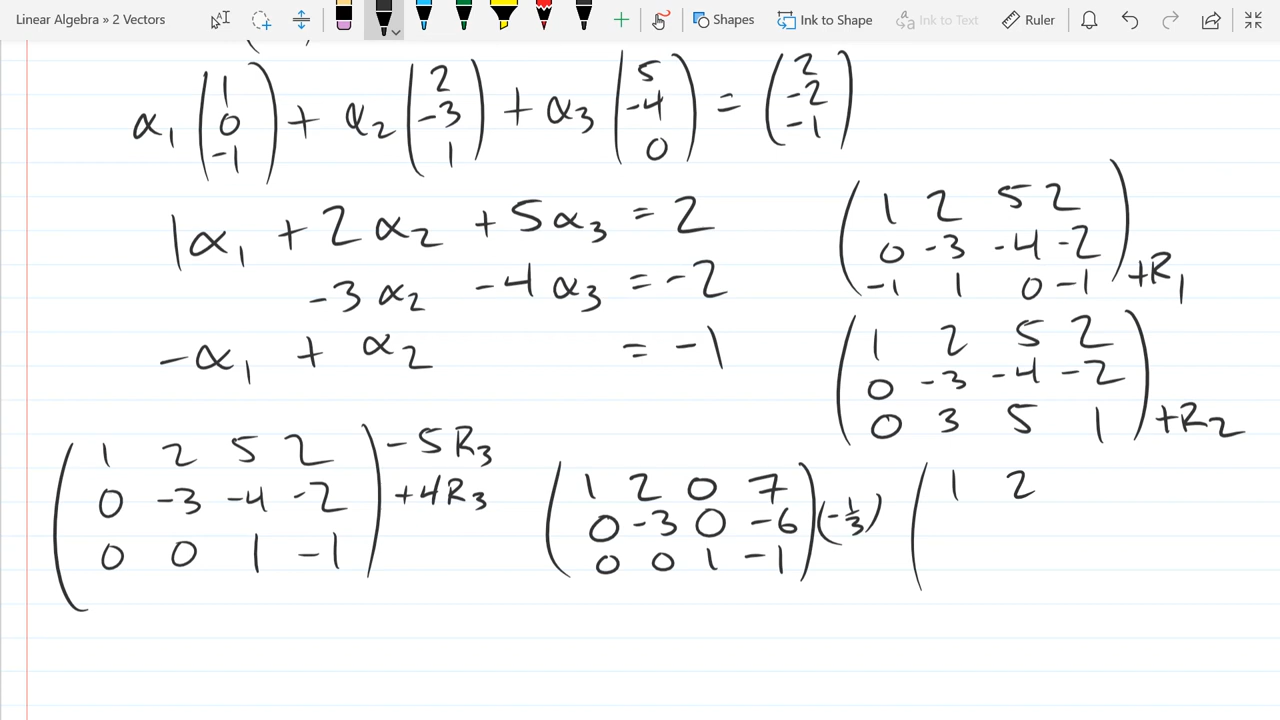 Linear Algebra » 2 Vectors Shapes Ink to Shape Ink to Text Ruler
α₁ (1 0 -1) + α₂ (2 -3 1) + α₃ (5 -4 0) = (2 -2 -1)
1α₁ + 2α₂ + 5α₃ = 2
-3α₂ -4α₃ = -2
-α₁ + α₂ = -1
1 2 5 2
0 -3 -4 -2
-1 1 0 -1 +R₁
1 2 5 2
0 -3 -4 -2
0 3 5 1 +R₂
1 2 5 2 -5R₃
0 -3 -4 -2 +4R₃
0 0 1 -1
1 2 0 7
0 -3 0 -6 (-1/3)
0 0 1 -1
1 2